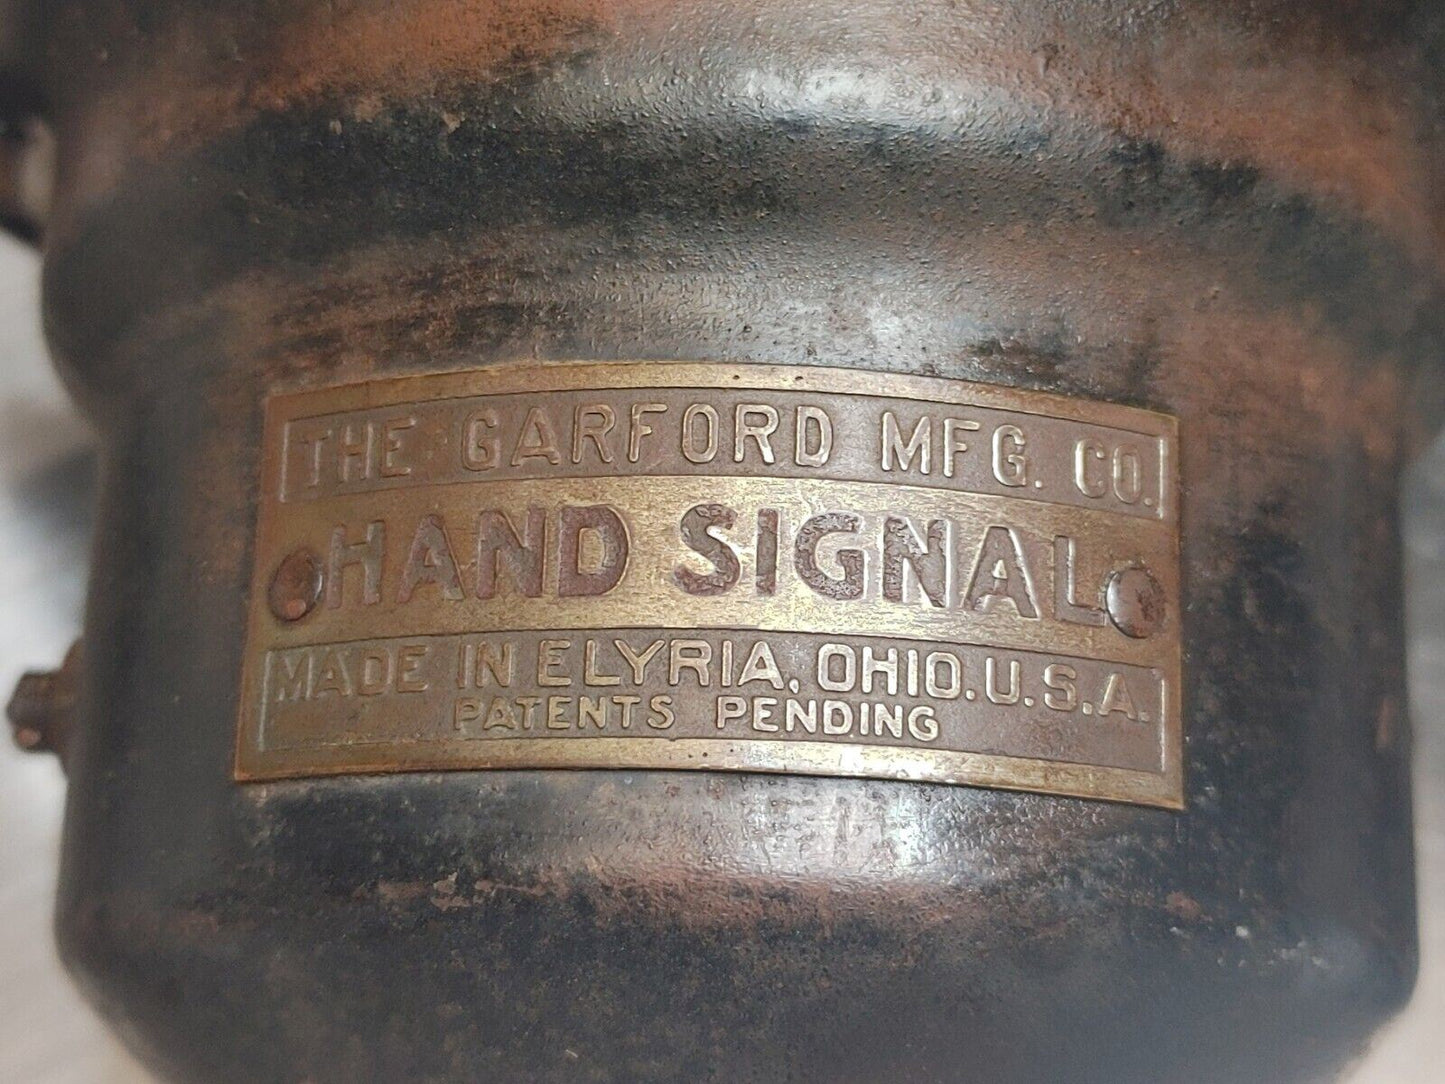 THE GARFORD MFG. CO.
HAND SIGNAL
MADE IN ELYRIA, OHIO. U.S.A.
PATENTS PENDING